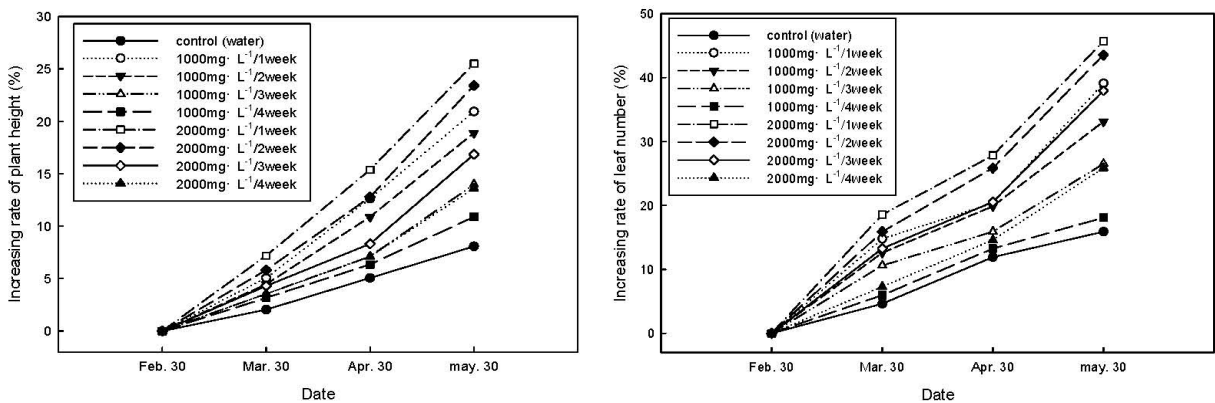 Increasing rate of plant height (%)
30
25
20
15
10
5
0
control (water)
1000mg· L⁻¹/1week
1000mg· L⁻¹/2week
1000mg· L⁻¹/3week
1000mg· L⁻¹/4week
2000mg· L⁻¹/1week
2000mg· L⁻¹/2week
2000mg· L⁻¹/3week
2000mg· L⁻¹/4week
Feb. 30 Mar. 30 Apr. 30 may. 30
Date
Increasing rate of leaf number (%)
50
40
30
20
10
0
control (water)
1000mg· L⁻¹/1week
1000mg· L⁻¹/2week
1000mg· L⁻¹/3week
1000mg· L⁻¹/4week
2000mg· L⁻¹/1week
2000mg· L⁻¹/2week
2000mg· L⁻¹/3week
2000mg· L⁻¹/4week
Feb. 30 Mar. 30 Apr. 30 may. 30
Date